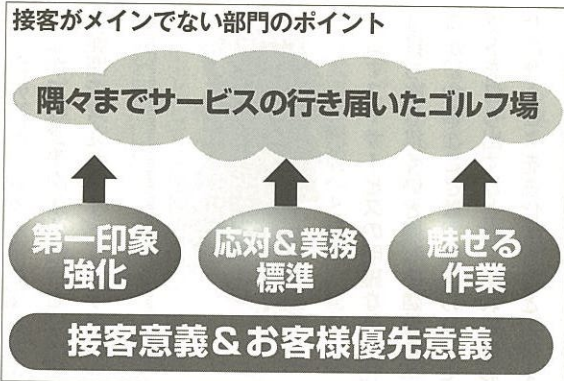 接客がメインでない部門のポイント
隅々までサービスの行き届いたゴルフ場
第一印象
強化
応対&業務
標準
魅せる
作業
接客意義&お客様優先意義